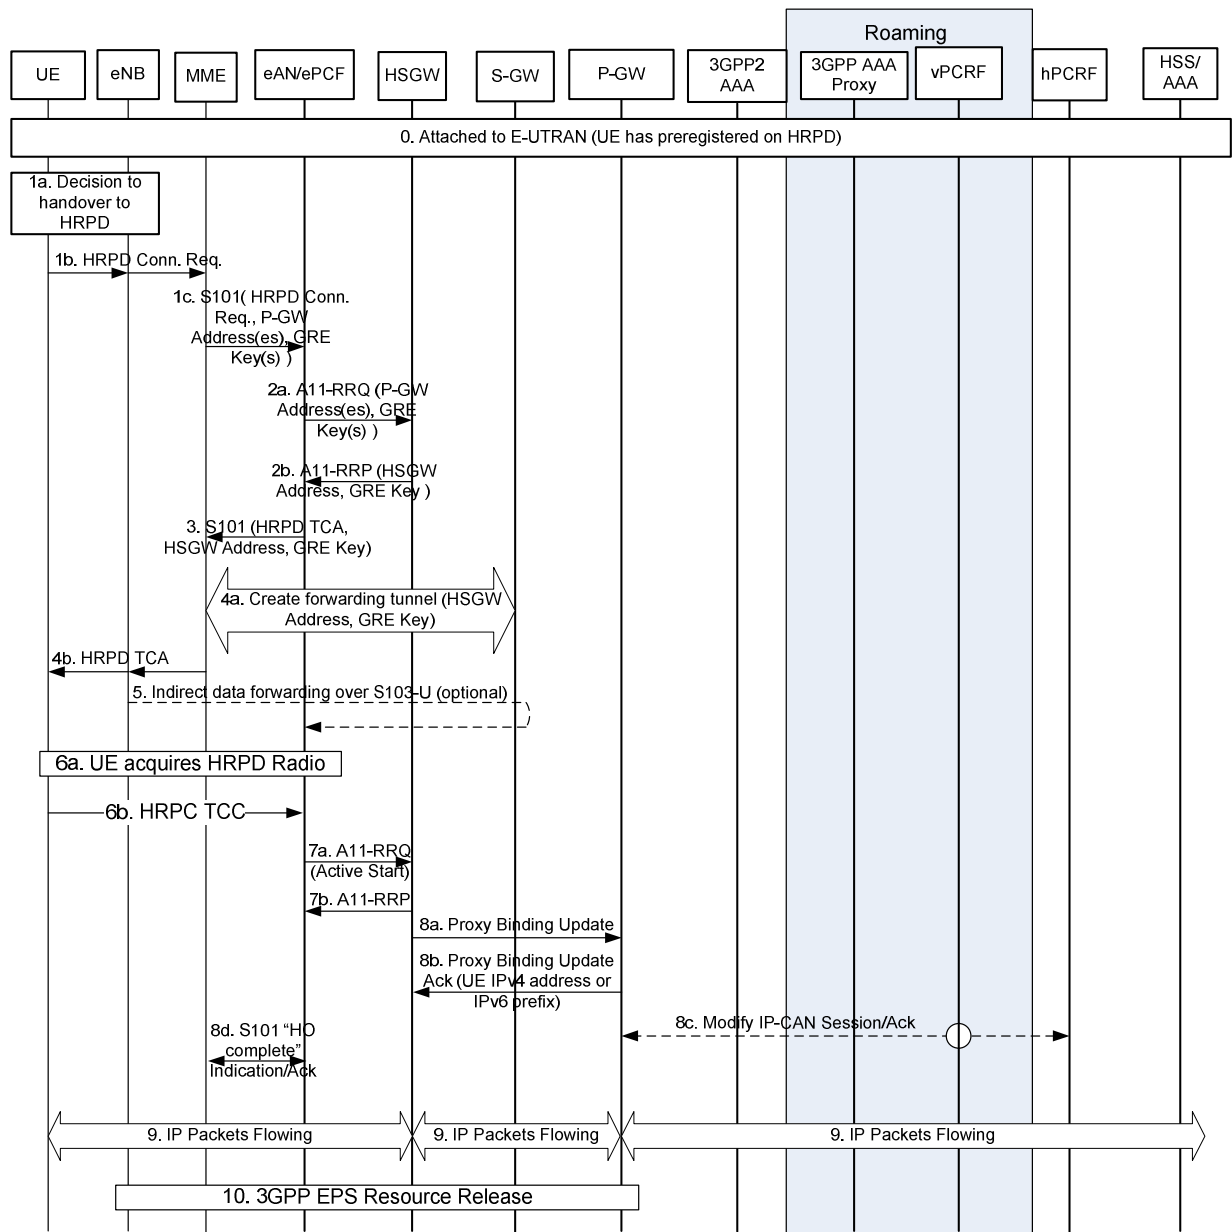 Roaming
UE
eNB
MME
eAN/ePCF
HSGW
S-GW
P-GW
3GPP2
AAA
3GPP AAA
Proxy
vPCRF
hPCRF
HSS/
AAA
0. Attached to E-UTRAN (UE has preregistered on HRPD)
1a. Decision to
handover to
HRPD
1b. HRPD Conn. Req.
1c. S101( HRPD Conn.
Req., P-GW
Address(es), GRE
Key(s) )
2a. A11-RRQ (P-GW
Address(es), GRE
Key(s) )
2b. A11-RRP (HSGW
Address, GRE Key )
3. S101 (HRPD TCA,
HSGW Address, GRE Key)
4a. Create forwarding tunnel (HSGW
Address, GRE Key)
4b. HRPD TCA
5. Indirect data forwarding over S103-U (optional)
6a. UE acquires HRPD Radio
6b. HRPC TCC
7a. A11-RRQ
(Active Start)
7b. A11-RRP
8a. Proxy Binding Update
8b. Proxy Binding Update
Ack (UE IPv4 address or
IPv6 prefix)
8c. Modify IP-CAN Session/Ack
8d. S101 “HO
complete”
Indication/Ack
9. IP Packets Flowing
9. IP Packets Flowing
9. IP Packets Flowing
10. 3GPP EPS Resource Release